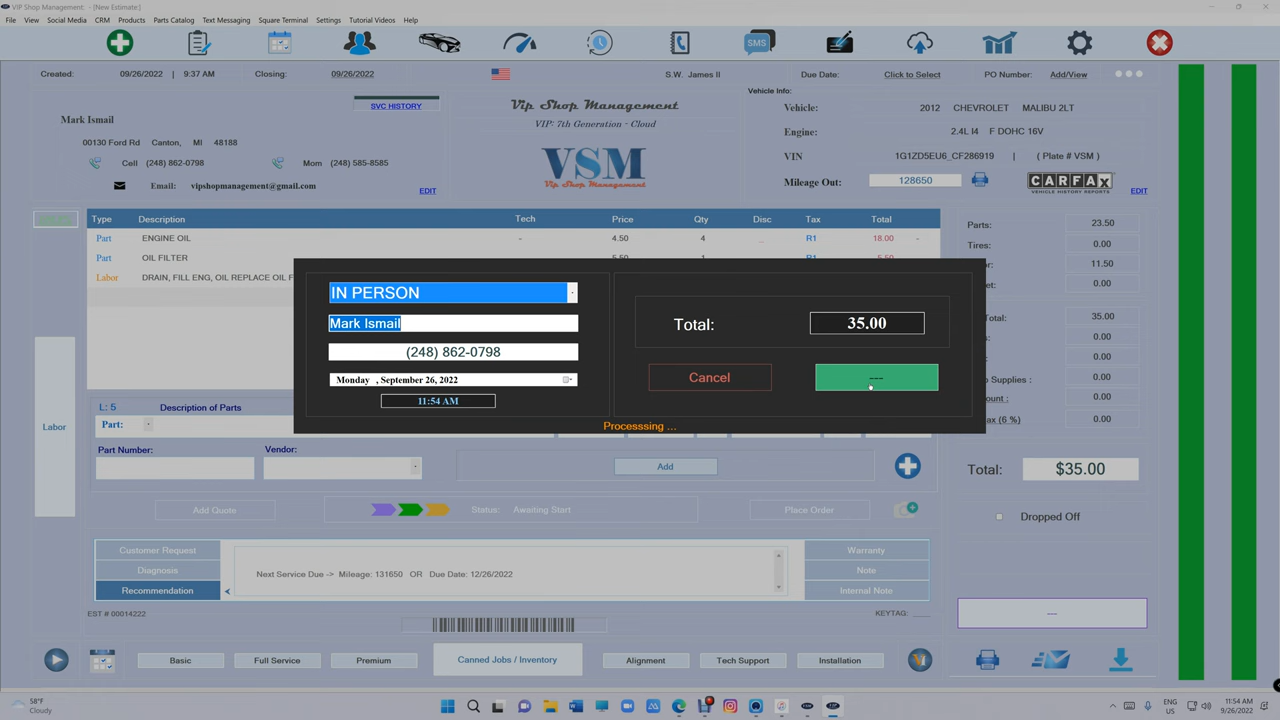 VIP Shop Management: - [New Estimate:]
File View Social Media CRM Products Parts Catalog Text Messaging Square Terminal Settings Tutorial Videos Help
SMS
Created: 09/26/2022 | 9:37 AM Closing: 09/26/2022 S.W. James II Due Date: Click to Select PO Number: Add/View
SVC HISTORY
Mark Ismail
00130 Ford Rd Canton, MI 48188
Cell (248) 862-0798 Mom (248) 585-8585
Email: vipshopmanagement@gmail.com
EDIT
Vip Shop Management
VIP: 7th Generation - Cloud
VSM
Vip Shop Management
Vehicle Info:
Vehicle: 2012 CHEVROLET MALIBU 2LT
Engine: 2.4L I4 F DOHC 16V
VIN 1G1ZD5EU6_CF286919 | ( Plate # VSM )
Mileage Out: 128650
CARFAX
VEHICLE HISTORY REPORTS
EDIT
Type Description Tech Price Qty Disc Tax Total
Part ENGINE OIL - 4.50 4 ... R1 18.00 -
Part OIL FILTER
Labor DRAIN, FILL ENG, OIL REPLACE OIL F
IN PERSON
Mark Ismail
(248) 862-0798
Monday , September 26, 2022
11:54 AM
Total: 35.00
Cancel
---
Processsing ...
Parts: 23.50
Tires: 0.00
11.50
0.00
Total: 35.00
0.00
Supplies : 0.00
0.00
(6 %) 0.00
Total: $35.00
Dropped Off
---
Labor
L: 5 Description of Parts
Part:
Part Number: Vendor:
Add
Add Quote Status: Awaiting Start Place Order
Customer Request
Diagnosis
Recommendation
Next Service Due -> Mileage: 131650 OR Due Date: 12/26/2022
Warranty
Note
Internal Note
EST # 00014222 KEYTAG: ____
Basic Full Service Premium Canned Jobs / Inventory Alignment Tech Support Installation
58°F
Cloudy
ENG
US
11:54 AM
9/26/2022